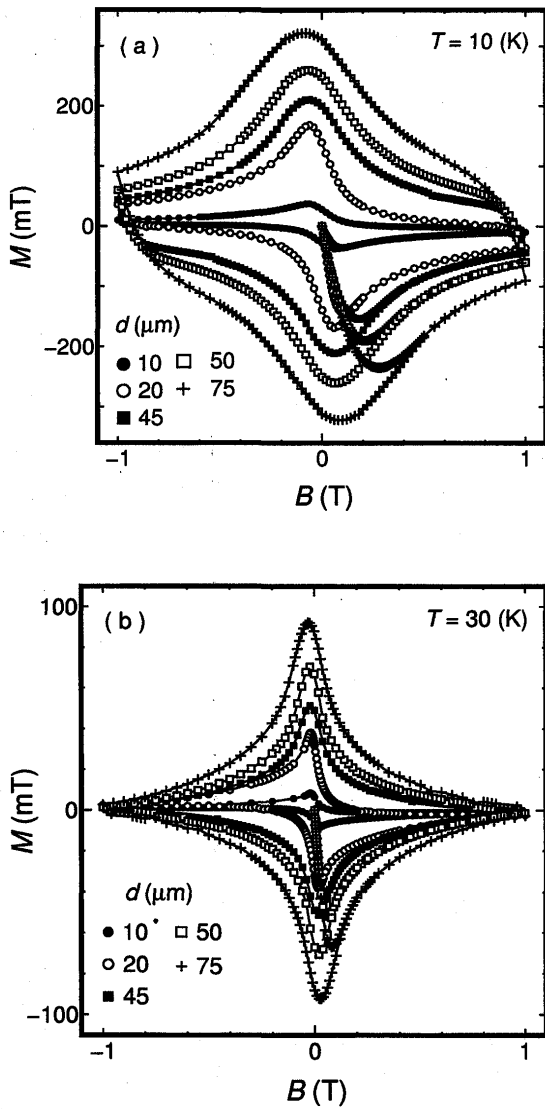 (a) T = 10 (K)
200
0
-200
M (mT)
d (μm)
● 10 □ 50
○ 20 + 75
■ 45
-1 0 1
B (T)
(b) T = 30 (K)
100
0
-100
M (mT)
d (μm)
● 10 □ 50
○ 20 + 75
■ 45
-1 0 1
B (T)